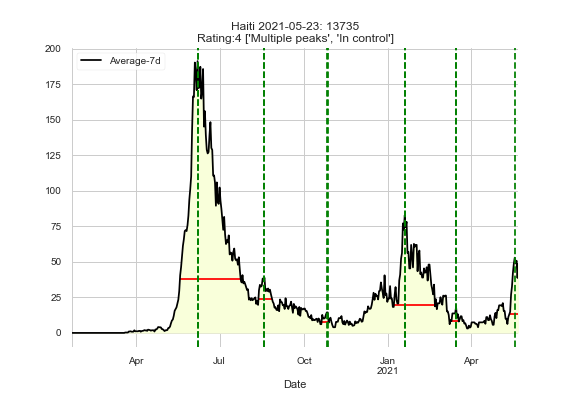 Haiti 2021-05-23: 13735
Rating:4 ['Multiple peaks', 'In control']
Average-7d
200
175
150
125
100
75
50
25
0
Apr
Jul
Oct
Jan
2021
Apr
Date